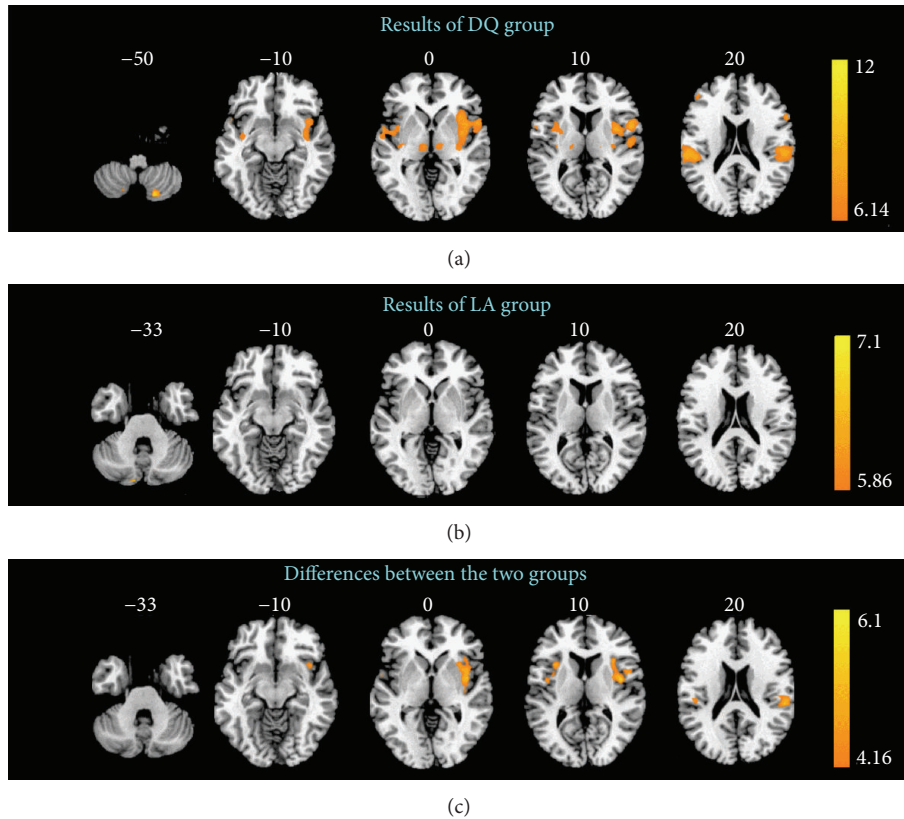 Results of DQ group
−50 −10 0 10 20
12
6.14
(a)
Results of LA group
−33 −10 0 10 20
7.1
5.86
(b)
Differences between the two groups
−33 −10 0 10 20
6.1
4.16
(c)